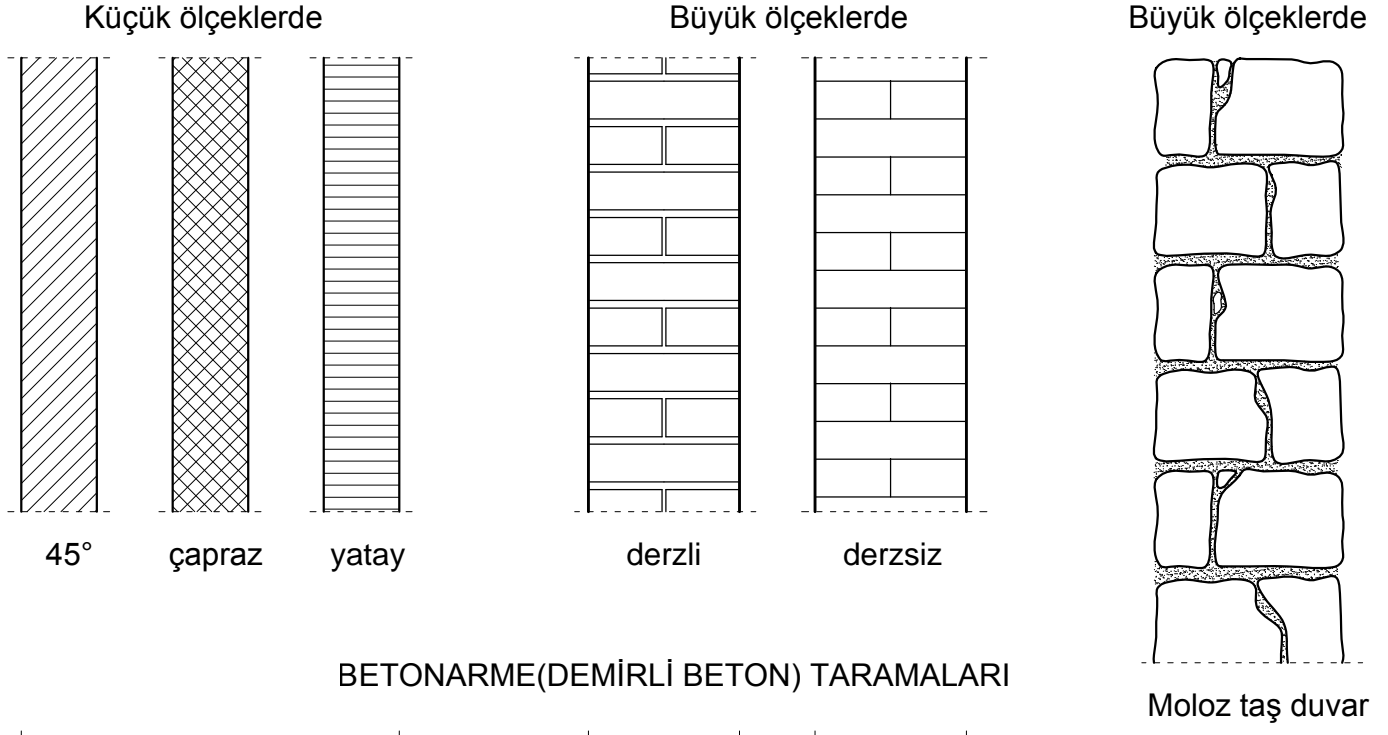 Küçük ölçeklerde
Büyük ölçeklerde
Büyük ölçeklerde
45°
çapraz
yatay
derzli
derzsiz
BETONARME(DEMİRLİ BETON) TARAMALARI
Moloz taş duvar